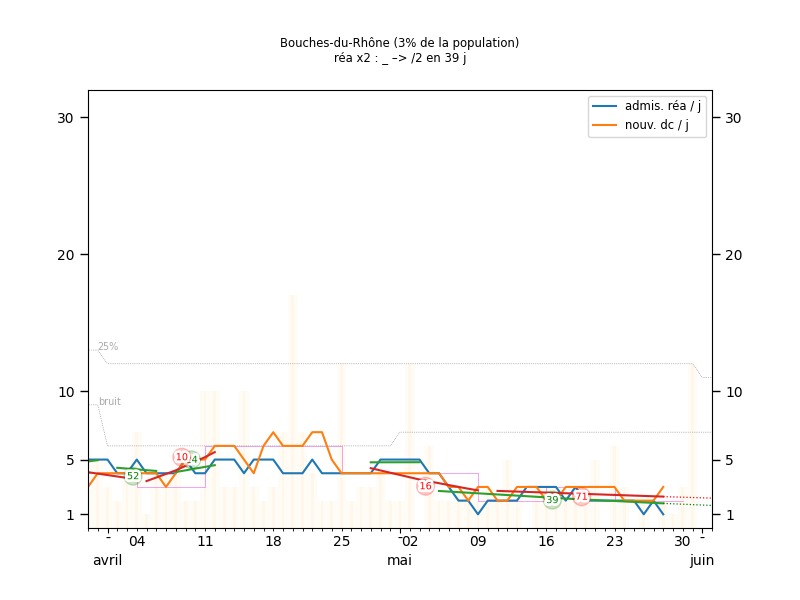 Bouches-du-Rhône (3% de la population)
réa x2 : _ –> /2 en 39 j
admis. réa / j
nouv. dc / j
30 30
20 20
10 10
5 5
1 1
25%
bruit
52
10
16
39
71
- 04 11 18 25 - 02 09 16 23 30 -
avril mai juin